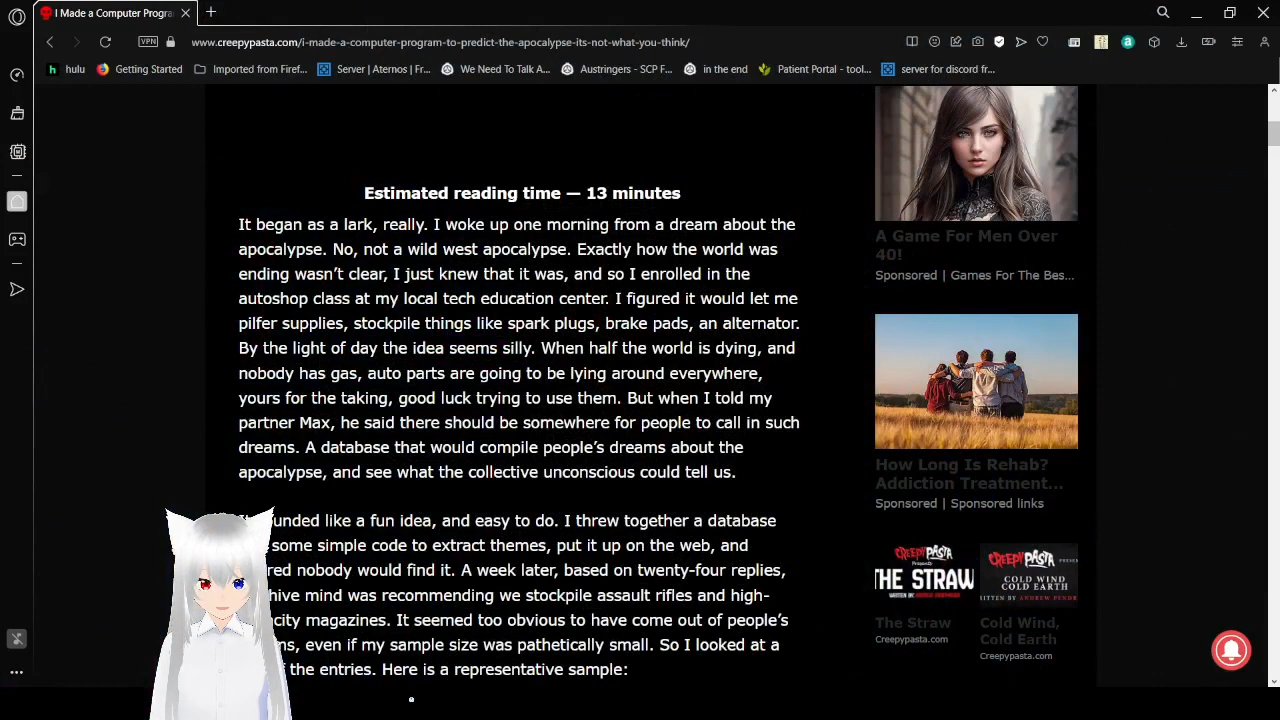 I Made a Computer Progra
www.creepypasta.com/i-made-a-computer-program-to-predict-the-apocalypse-its-not-what-you-think/
VPN
hulu
Getting Started
Imported from Firef...
Server | Aternos | Fr...
We Need To Talk A...
Austringers - SCP F...
in the end
Patient Portal - tool...
server for discord fr...
Estimated reading time — 13 minutes
It began as a lark, really. I woke up one morning from a dream about the
apocalypse. No, not a wild west apocalypse. Exactly how the world was
ending wasn't clear, I just knew that it was, and so I enrolled in the
autoshop class at my local tech education center. I figured it would let me
pilfer supplies, stockpile things like spark plugs, brake pads, an alternator.
By the light of day the idea seems silly. When half the world is dying, and
nobody has gas, auto parts are going to be lying around everywhere,
yours for the taking, good luck trying to use them. But when I told my
partner Max, he said there should be somewhere for people to call in such
dreams. A database that would compile people's dreams about the
apocalypse, and see what the collective unconscious could tell us.
unded like a fun idea, and easy to do. I threw together a database
some simple code to extract themes, put it up on the web, and
red nobody would find it. A week later, based on twenty-four replies,
hive mind is recommending we stockpile assault rifles and high-
city magazines. It seemed too obvious to have come out of people's
ms, even if my sample size was pathetically small. So I looked at a
the entries. Here is a representative sample:
A Game For Men Over
40!
Sponsored | Games For The Bes...
How Long Is Rehab?
Addiction Treatment...
Sponsored | Sponsored links
CREEPYPASTA
Presents
THE STRAW
The Straw
Creepypasta.com
CREEPYPASTA
COLD WIND
COLD EARTH
Cold Wind,
Cold Earth
Creepypasta.com